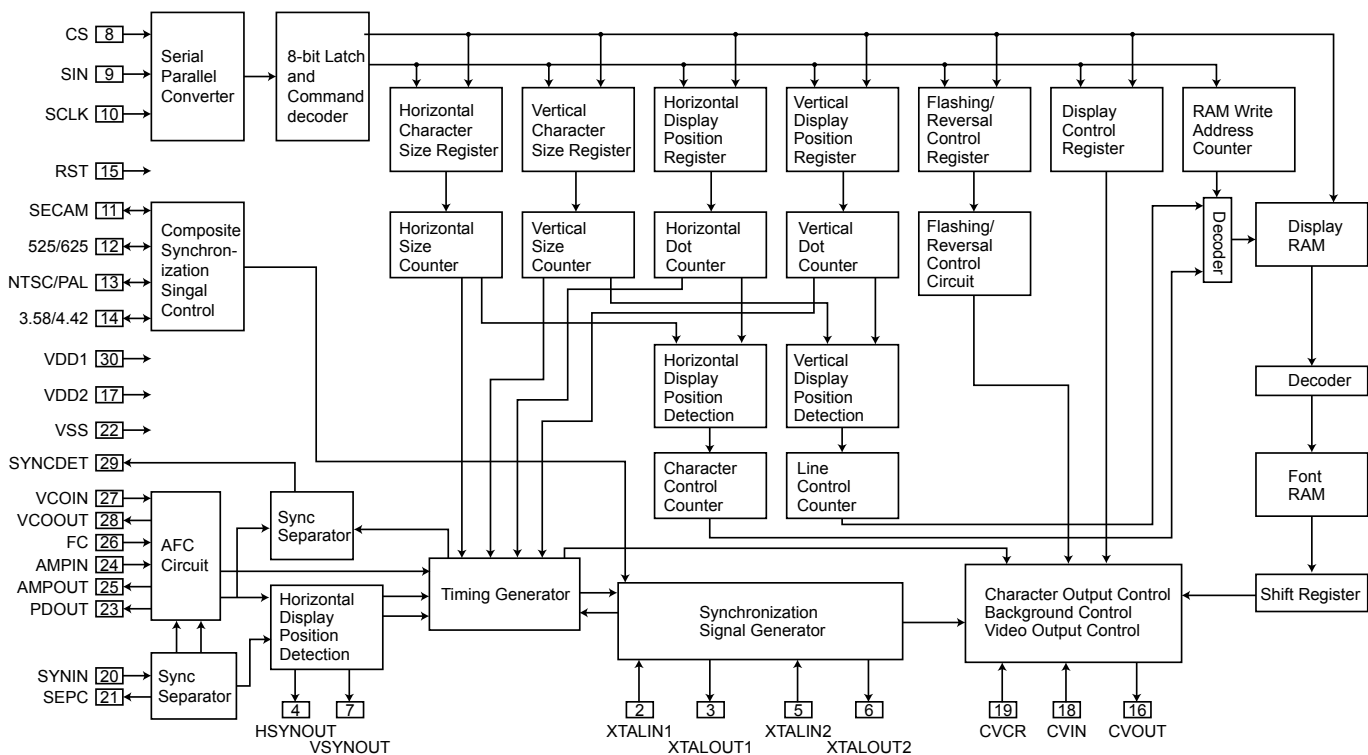 CS 8
SIN 9
SCLK 10
Serial
Parallel
Converter
8-bit Latch
and
Command
decoder
RST 15
Horizontal
Character
Size Register
Vertical
Character
Size Register
Horizontal
Display
Position
Register
Vertical
Display
Position
Register
Flashing/
Reversal
Control
Register
Display
Control
Register
RAM Write
Address
Counter
SECAM 11
525/625 12
NTSC/PAL 13
3.58/4.42 14
Composite
Synchron-
ization
Singal
Control
Horizontal
Size
Counter
Vertical
Size
Counter
Horizontal
Dot
Counter
Vertical
Dot
Counter
Flashing/
Reversal
Control
Circuit
Decoder
Display
RAM
VDD1 30
VDD2 17
VSS 22
Horizontal
Display
Position
Detection
Vertical
Display
Position
Detection
Decoder
SYNCDET 29
Character
Control
Counter
Line
Control
Counter
Font
RAM
VCOIN 27
VCOOUT 28
FC 26
AMPIN 24
AMPOUT 25
PDOUT 23
AFC
Circuit
Sync
Separator
Horizontal
Display
Position
Detection
Timing Generator
Synchronization
Signal Generator
Character Output Control
Background Control
Video Output Control
Shift Register
SYNIN 20
SEPC 21
Sync
Separator
4
HSYNOUT
7
VSYNOUT
2
XTALIN1
3
XTALOUT1
5
XTALIN2
6
XTALOUT2
19
CVCR
18
CVIN
16
CVOUT